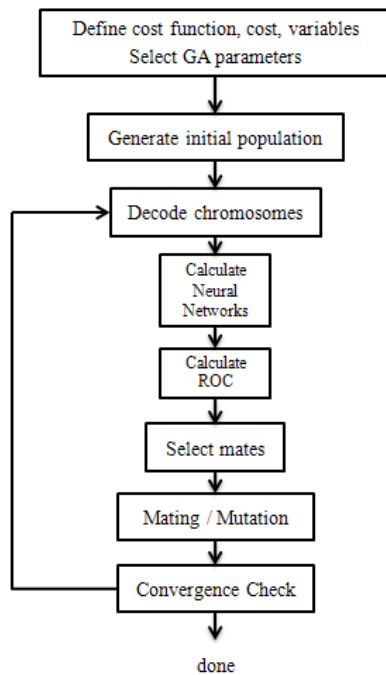 Define cost function, cost, variables
Select GA parameters
Generate initial population
Decode chromosomes
Calculate
Neural
Networks
Calculate
ROC
Select mates
Mating / Mutation
Convergence Check
done